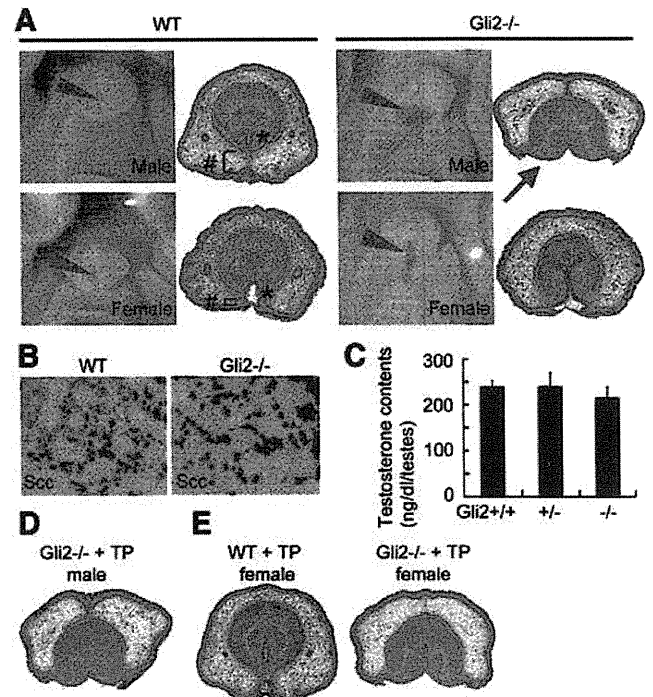 A
WT
Gli2-/-
Male
#
*
Male
Female
#
*
Female
B
WT
Gli2-/-
Scc
Scc
C
Testosterone contents
(ng/dl/testes)
300
200
100
0
Gli2+/+
+/-
-/-
D
Gli2-/- + TP
male
E
WT + TP
female
Gli2-/- + TP
female